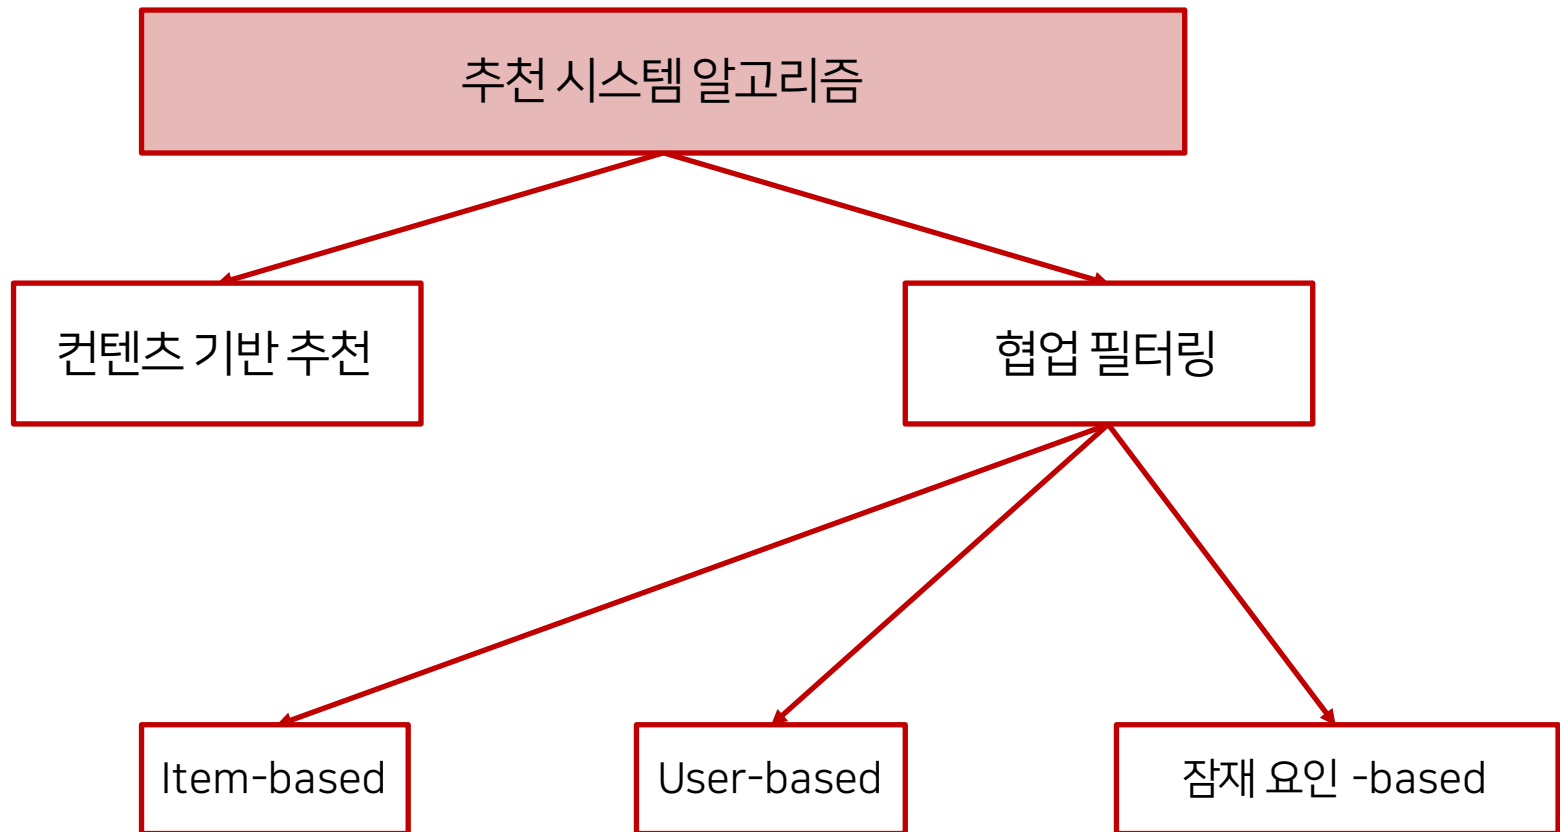 추천 시스템 알고리즘
컨텐츠 기반 추천
협업 필터링
Item-based
User-based
잠재 요인 -based